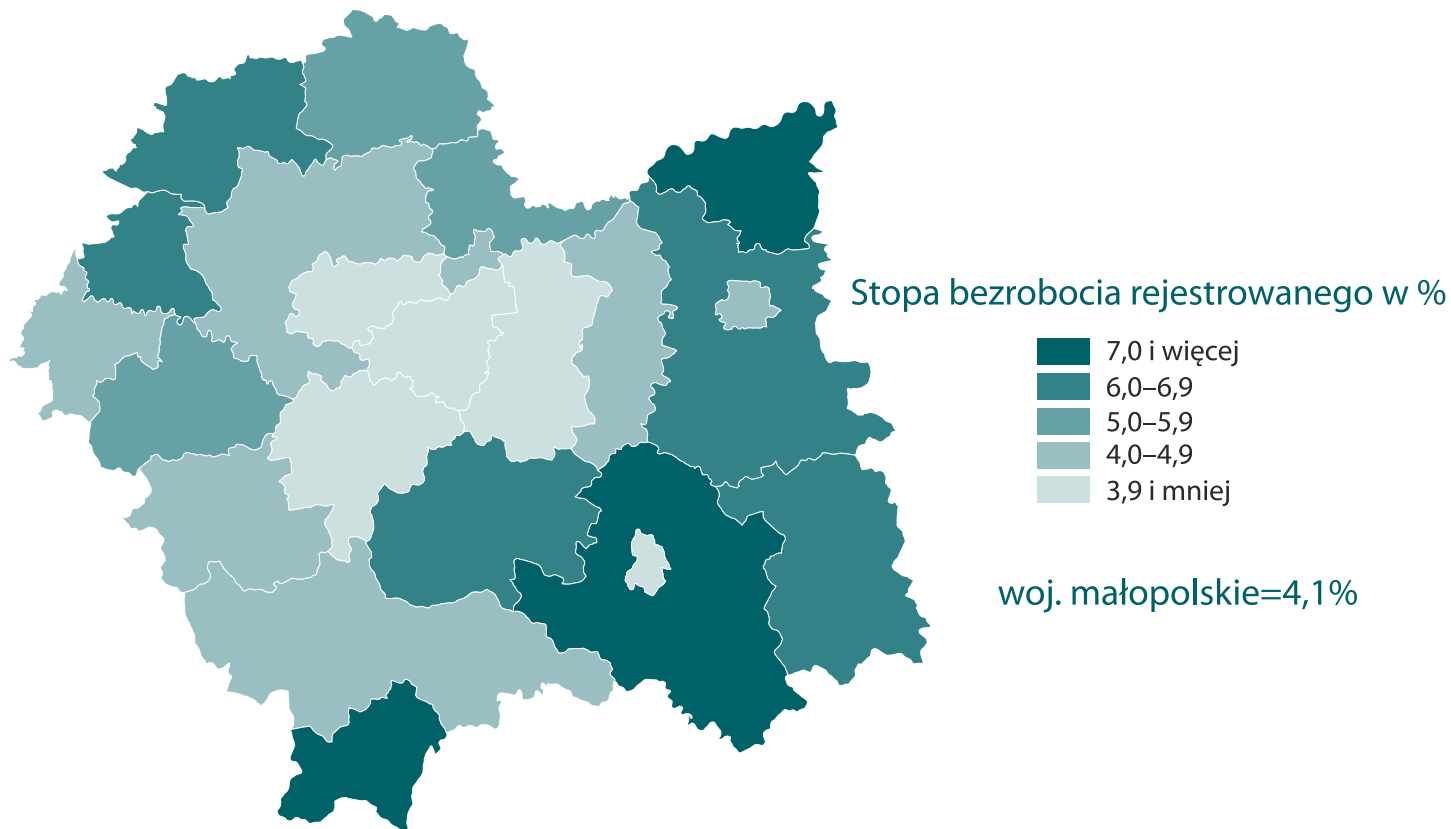 Stopa bezrobocia rejestrowanego w %
7,0 i więcej
6,0–6,9
5,0–5,9
4,0–4,9
3,9 i mniej
woj. małopolskie=4,1%